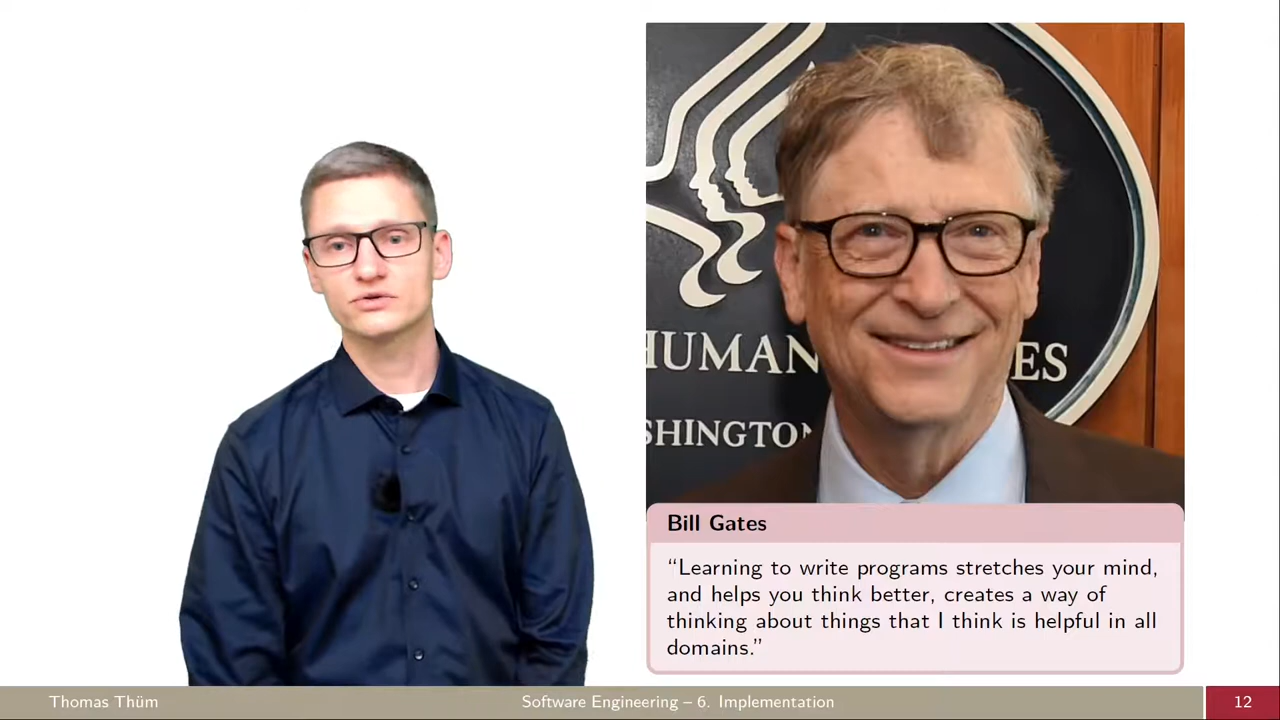 HUMAN
ES
SHINGTON
Bill Gates
“Learning to write programs stretches your mind,
and helps you think better, creates a way of
thinking about things that I think is helpful in all
domains.”
Thomas Thüm
Software Engineering – 6. Implementation
12